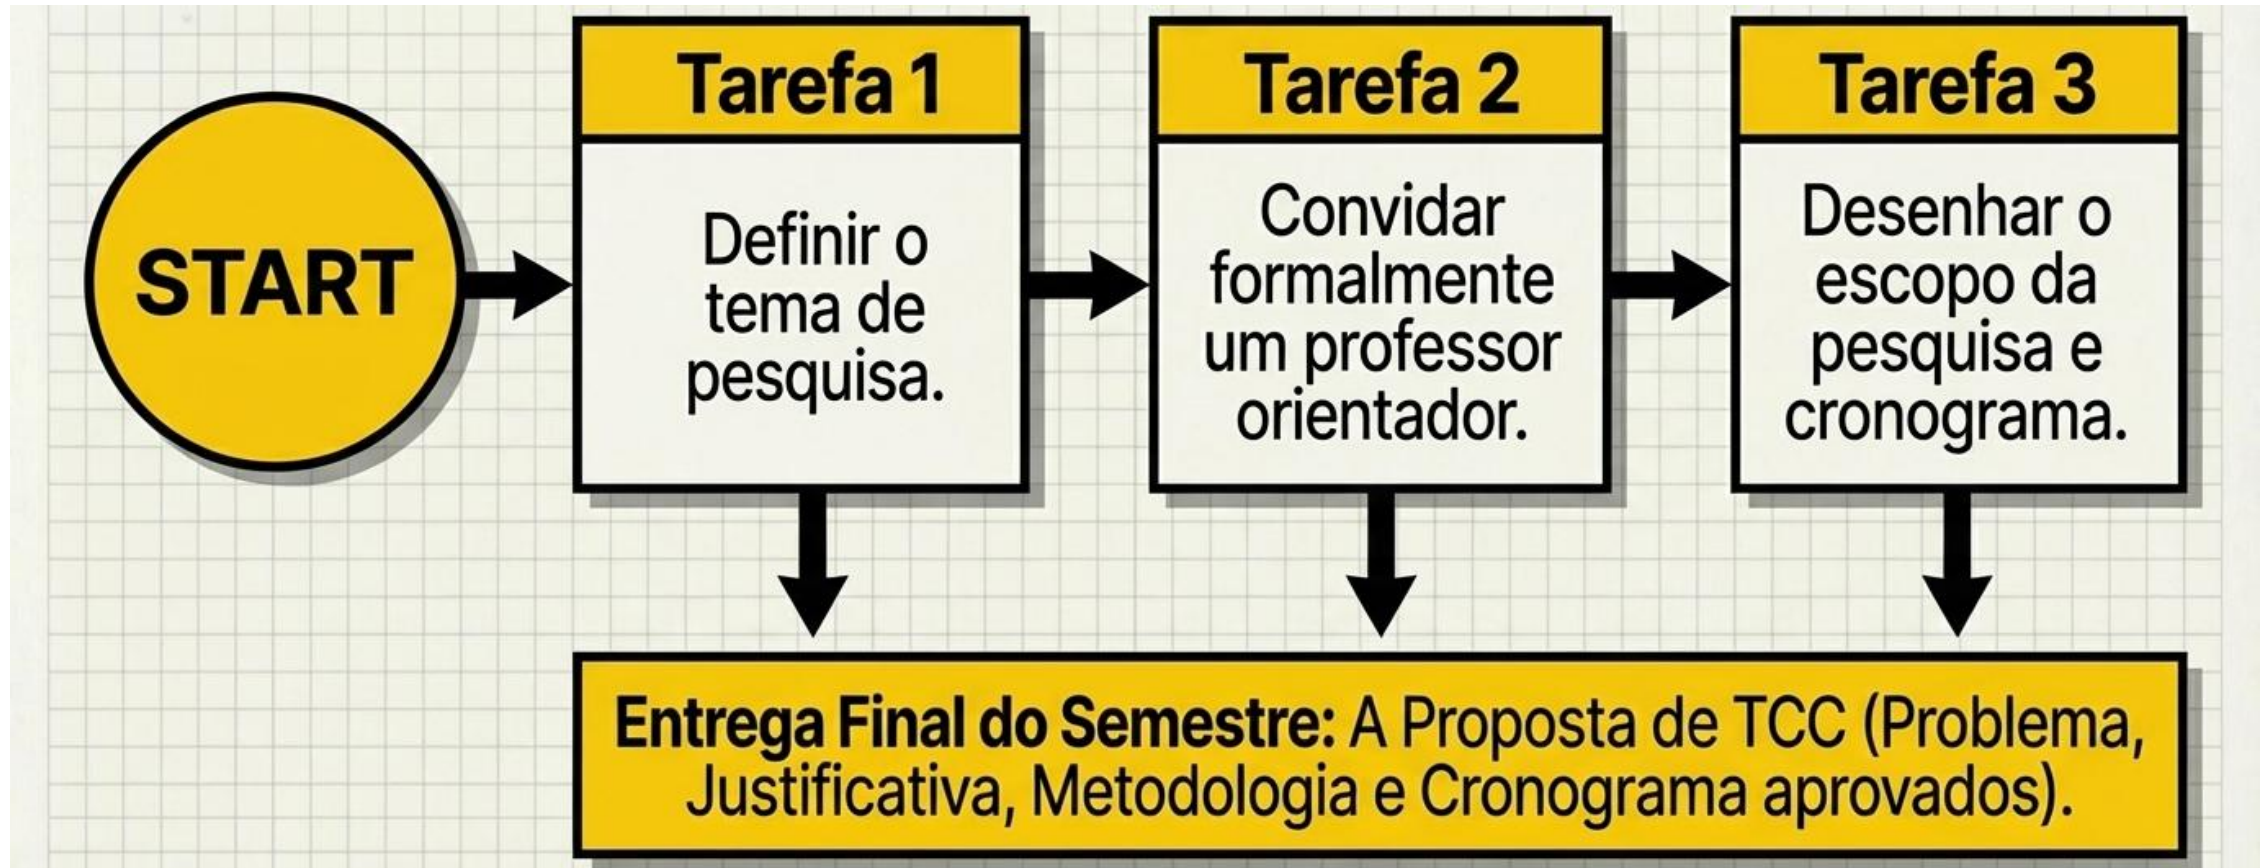 START
Tarefa 1
Definir o
tema de
pesquisa.
Tarefa 2
Convidar
formalmente
um professor
orientador.
Tarefa 3
Desenhar o
escopo da
pesquisa e
cronograma.
Entrega Final do Semestre: A Proposta de TCC (Problema,
Justificativa, Metodologia e Cronograma aprovados).